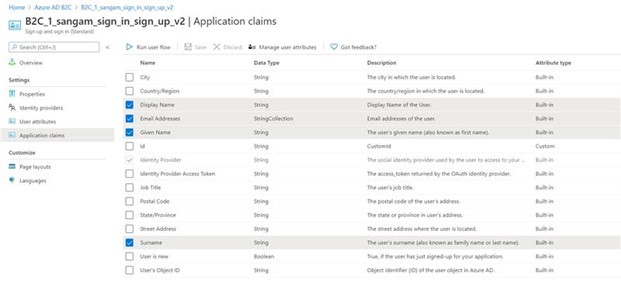 Home > Azure AD B2C > B2C_1_sangam_sign_in_sign_up_v2
B2C_1_sangam_sign_in_sign_up_v2 | Application claims
Sign up and sign in (Standard)
Search (Ctrl+/) « Run user flow Save Discard Manage user attributes Got feedback?
Overview
Settings
Properties
Identity providers
User attributes
Application claims
Customize
Page layouts
Languages
Name Data Type Description Attribute type
City String The city in which the user is located. Built-in
Country/Region String The country/region in which the user is located. Built-in
Display Name String Display Name of the User. Built-in
Email Addresses StringCollection Email addresses of the user. Built-in
Given Name String The user's given name (also known as first name). Built-in
Id String CustomId Custom
Identity Provider String The social identity provider used by the user to access to your ... Built-in
Identity Provider Access Token String The access_token returned by the OAuth identity provider. Built-in
Job Title String The user's job title. Built-in
Postal Code String The postal code of the user's address. Built-in
State/Province String The state or province in user's address. Built-in
Street Address String The street address where the user is located. Built-in
Surname String The user's surname (also known as family name or last name). Built-in
User is new Boolean True, if the user has just signed-up for your application. Built-in
User's Object ID String Object identifier (ID) of the user object in Azure AD. Built-in